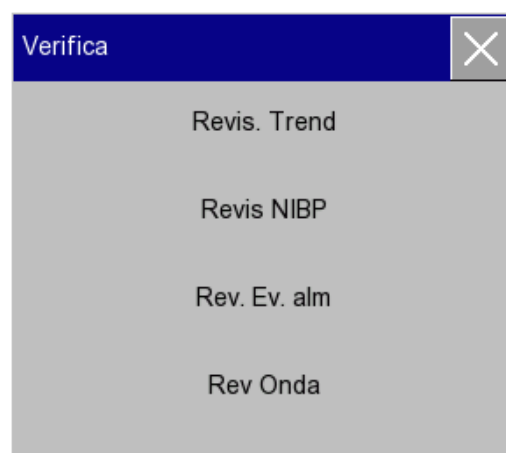 Verifica
Revis. Trend
Revis NIBP
Rev. Ev. alm
Rev Onda